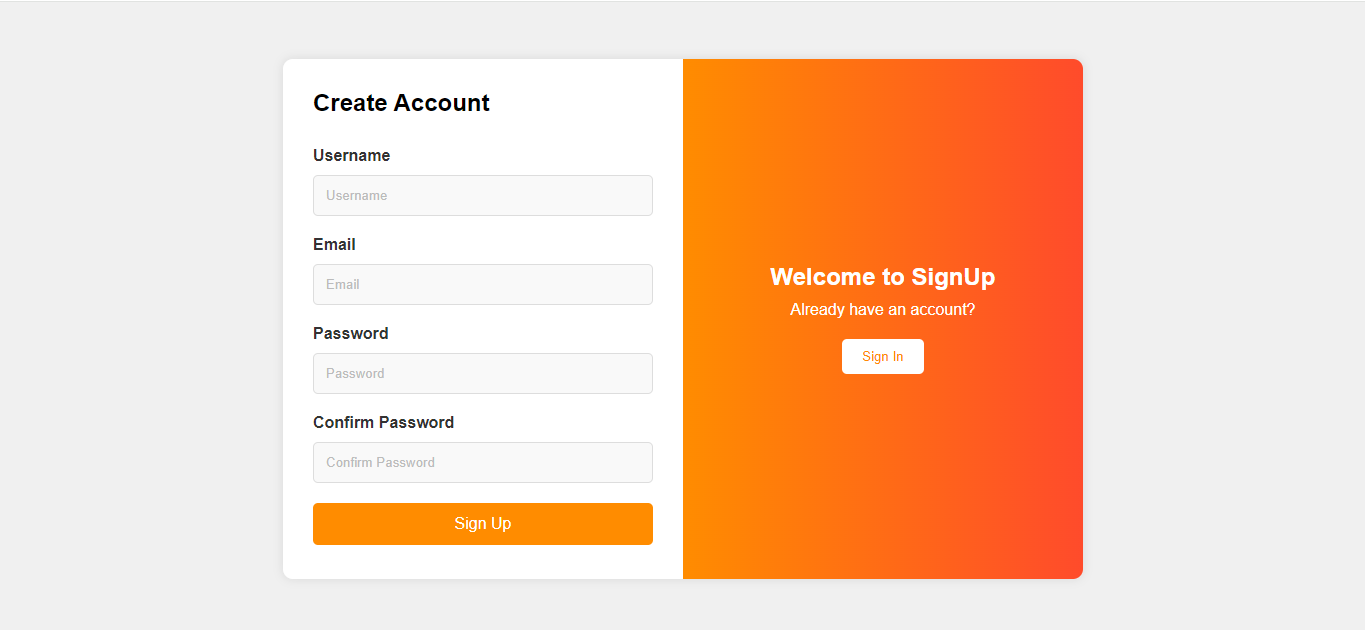 Create Account
Username
Username
Email
Email
Password
Password
Confirm Password
Confirm Password
Sign Up
Welcome to SignUp
Already have an account?
Sign In